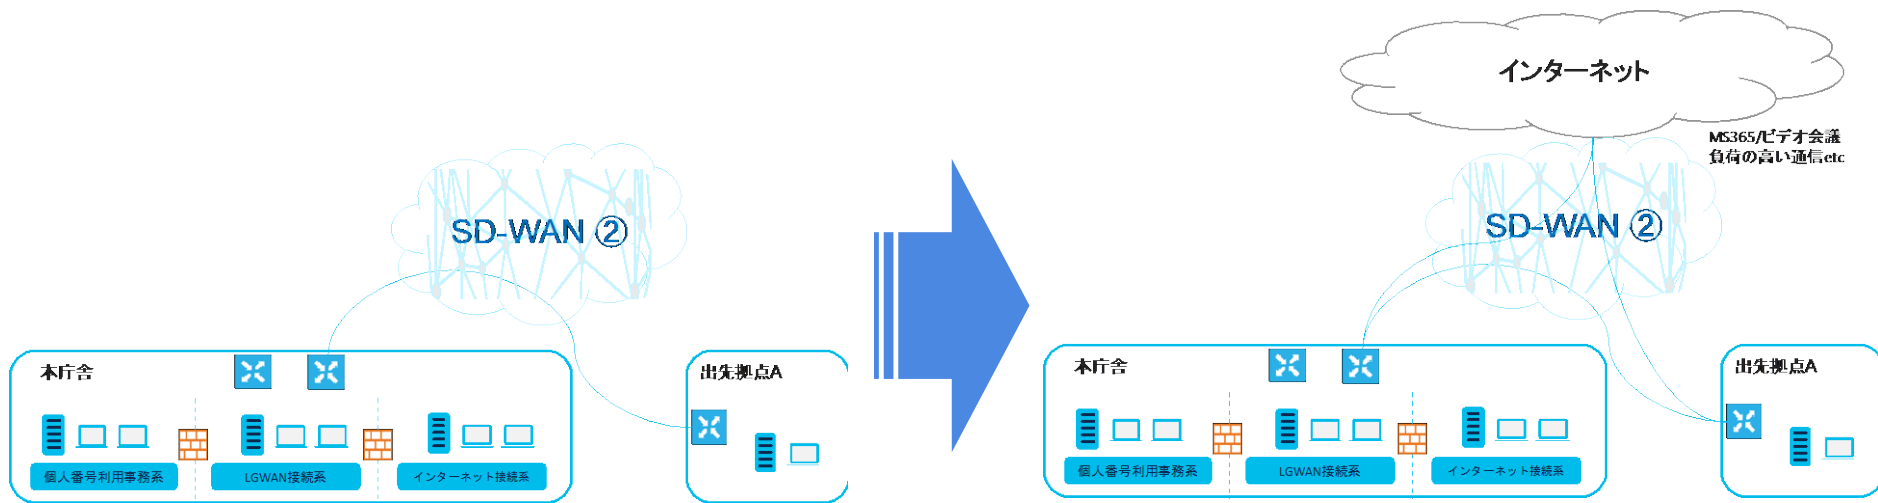 SD-WAN ②
本庁舎
出先拠点A
個人番号利用事務系
LGWAN接続系
インターネット接続系
インターネット
MS365/ビデオ会議
負荷の高い通信etc
SD-WAN ②
本庁舎
出先拠点A
個人番号利用事務系
LGWAN接続系
インターネット接続系